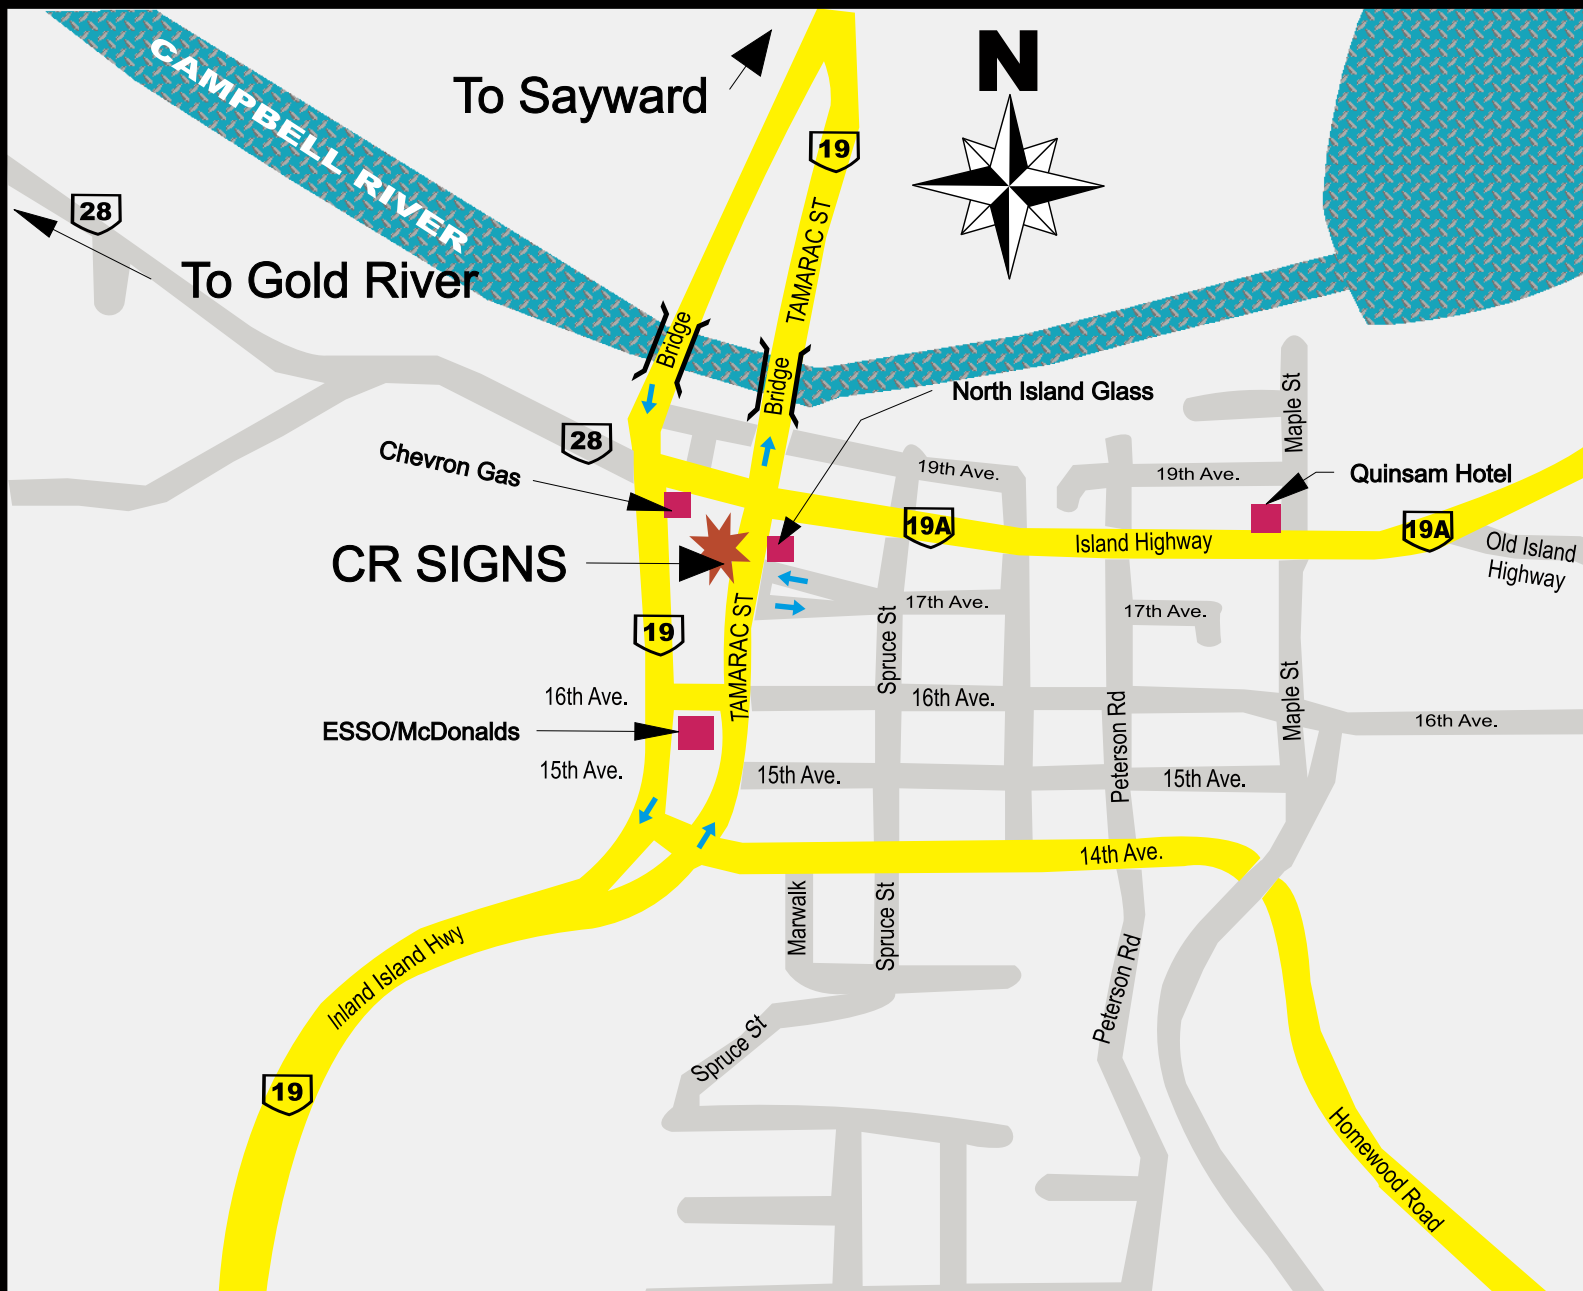 N
CAMPBELL RIVER
To Sayward
19
28
TAMARAC ST
To Gold River
Bridge
Bridge
North Island Glass
Maple St
28
Chevron Gas
19th Ave.
19th Ave.
Quinsam Hotel
19A
19A
Island Highway
Old Island
Highway
CR SIGNS
17th Ave.
17th Ave.
19
TAMARAC ST
Spruce St
16th Ave.
16th Ave.
Maple St
16th Ave.
ESSO/McDonalds
Peterson Rd
15th Ave.
15th Ave.
15th Ave.
14th Ave.
Marwalk
Spruce St
Inland Island Hwy
Peterson Rd
Spruce St
19
Homewood Road